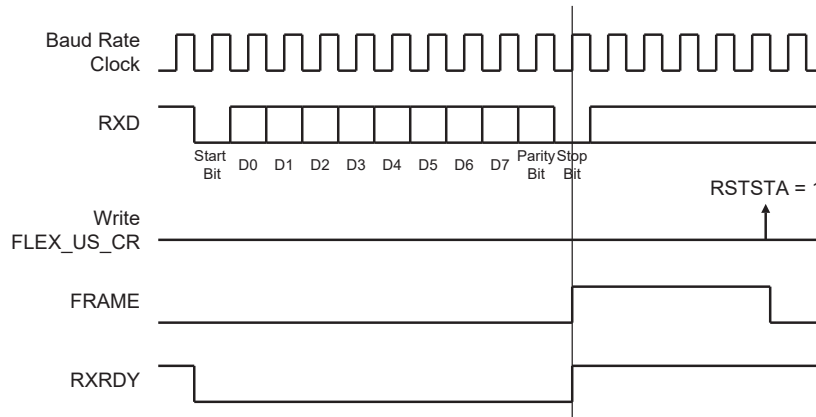 Baud Rate
Clock
RXD
Start
Bit
D0
D1
D2
D3
D4
D5
D6
D7
Parity
Bit
Stop
Bit
RSTSTA = 1
Write
FLEX_US_CR
FRAME
RXRDY